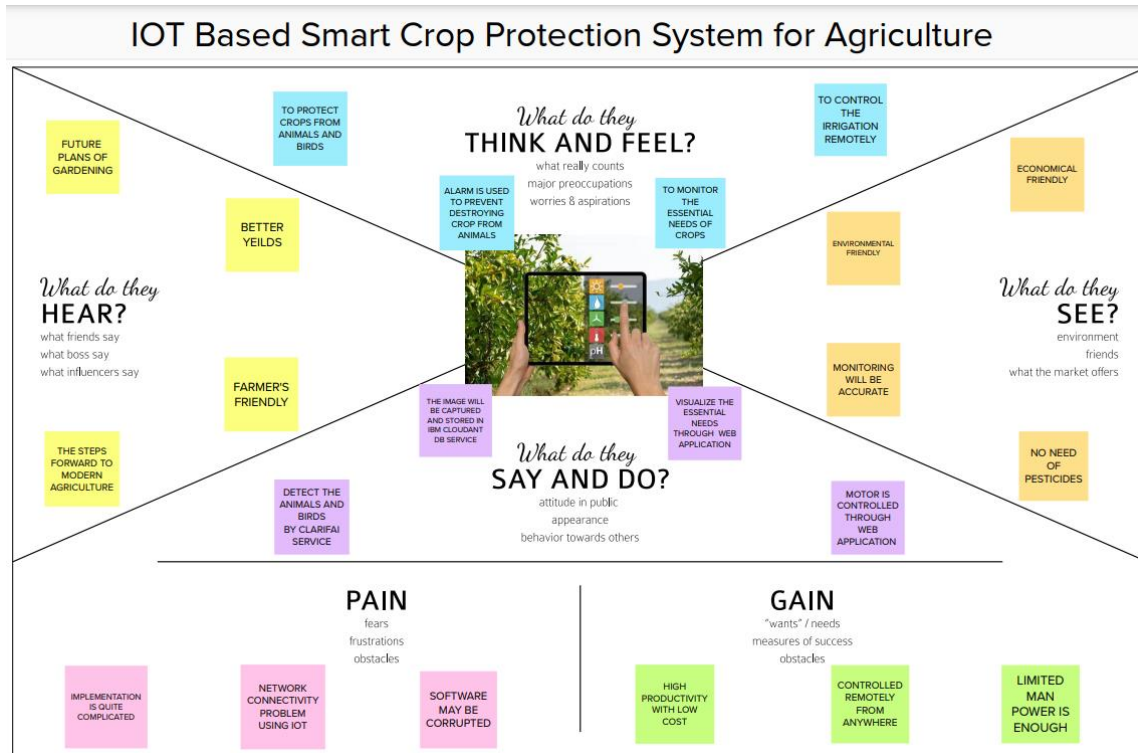 IOT Based Smart Crop Protection System for Agriculture
What do they
THINK AND FEEL?
what really counts
major preoccupations
worries & aspirations
TO PROTECT
CROPS FROM
ANIMALS AND
BIRDS
ALARM IS USED
TO PREVENT
DESTROYING
CROP FROM
ANIMALS
TO MONITOR
THE
ESSENTIAL
NEEDS OF
CROPS
TO CONTROL
THE
IRRIGATION
REMOTELY
What do they
HEAR?
what friends say
what boss say
what influencers say
FUTURE
PLANS OF
GARDENING
BETTER
YEILDS
FARMER'S
FRIENDLY
THE STEPS
FORWARD TO
MODERN
AGRICULTURE
pH
What do they
SEE?
environment
friends
what the market offers
ECONOMICAL
FRIENDLY
ENVIRONMENTAL
FRIENDLY
MONITORING
WILL BE
ACCURATE
NO NEED
OF
PESTICIDES
What do they
SAY AND DO?
attitude in public
appearance
behavior towards others
THE IMAGE WILL
BE CAPTURED
AND STORED IN
IBM CLOUDANT
DB SERVICE
VISUALIZE THE
ESSENTIAL
NEEDS
THROUGH WEB
APPLICATION
DETECT THE
ANIMALS AND
BIRDS
BY CLARIFAI
SERVICE
MOTOR IS
CONTROLLED
THROUGH
WEB
APPLICATION
PAIN
fears
frustrations
obstacles
IMPLEMENTATION
IS QUITE
COMPLICATED
NETWORK
CONNECTIVITY
PROBLEM
USING IOT
SOFTWARE
MAY BE
CORRUPTED
GAIN
"wants" / needs
measures of success
obstacles
HIGH
PRODUCTIVITY
WITH LOW
COST
CONTROLLED
REMOTELY
FROM
ANYWHERE
LIMITED
MAN
POWER IS
ENOUGH